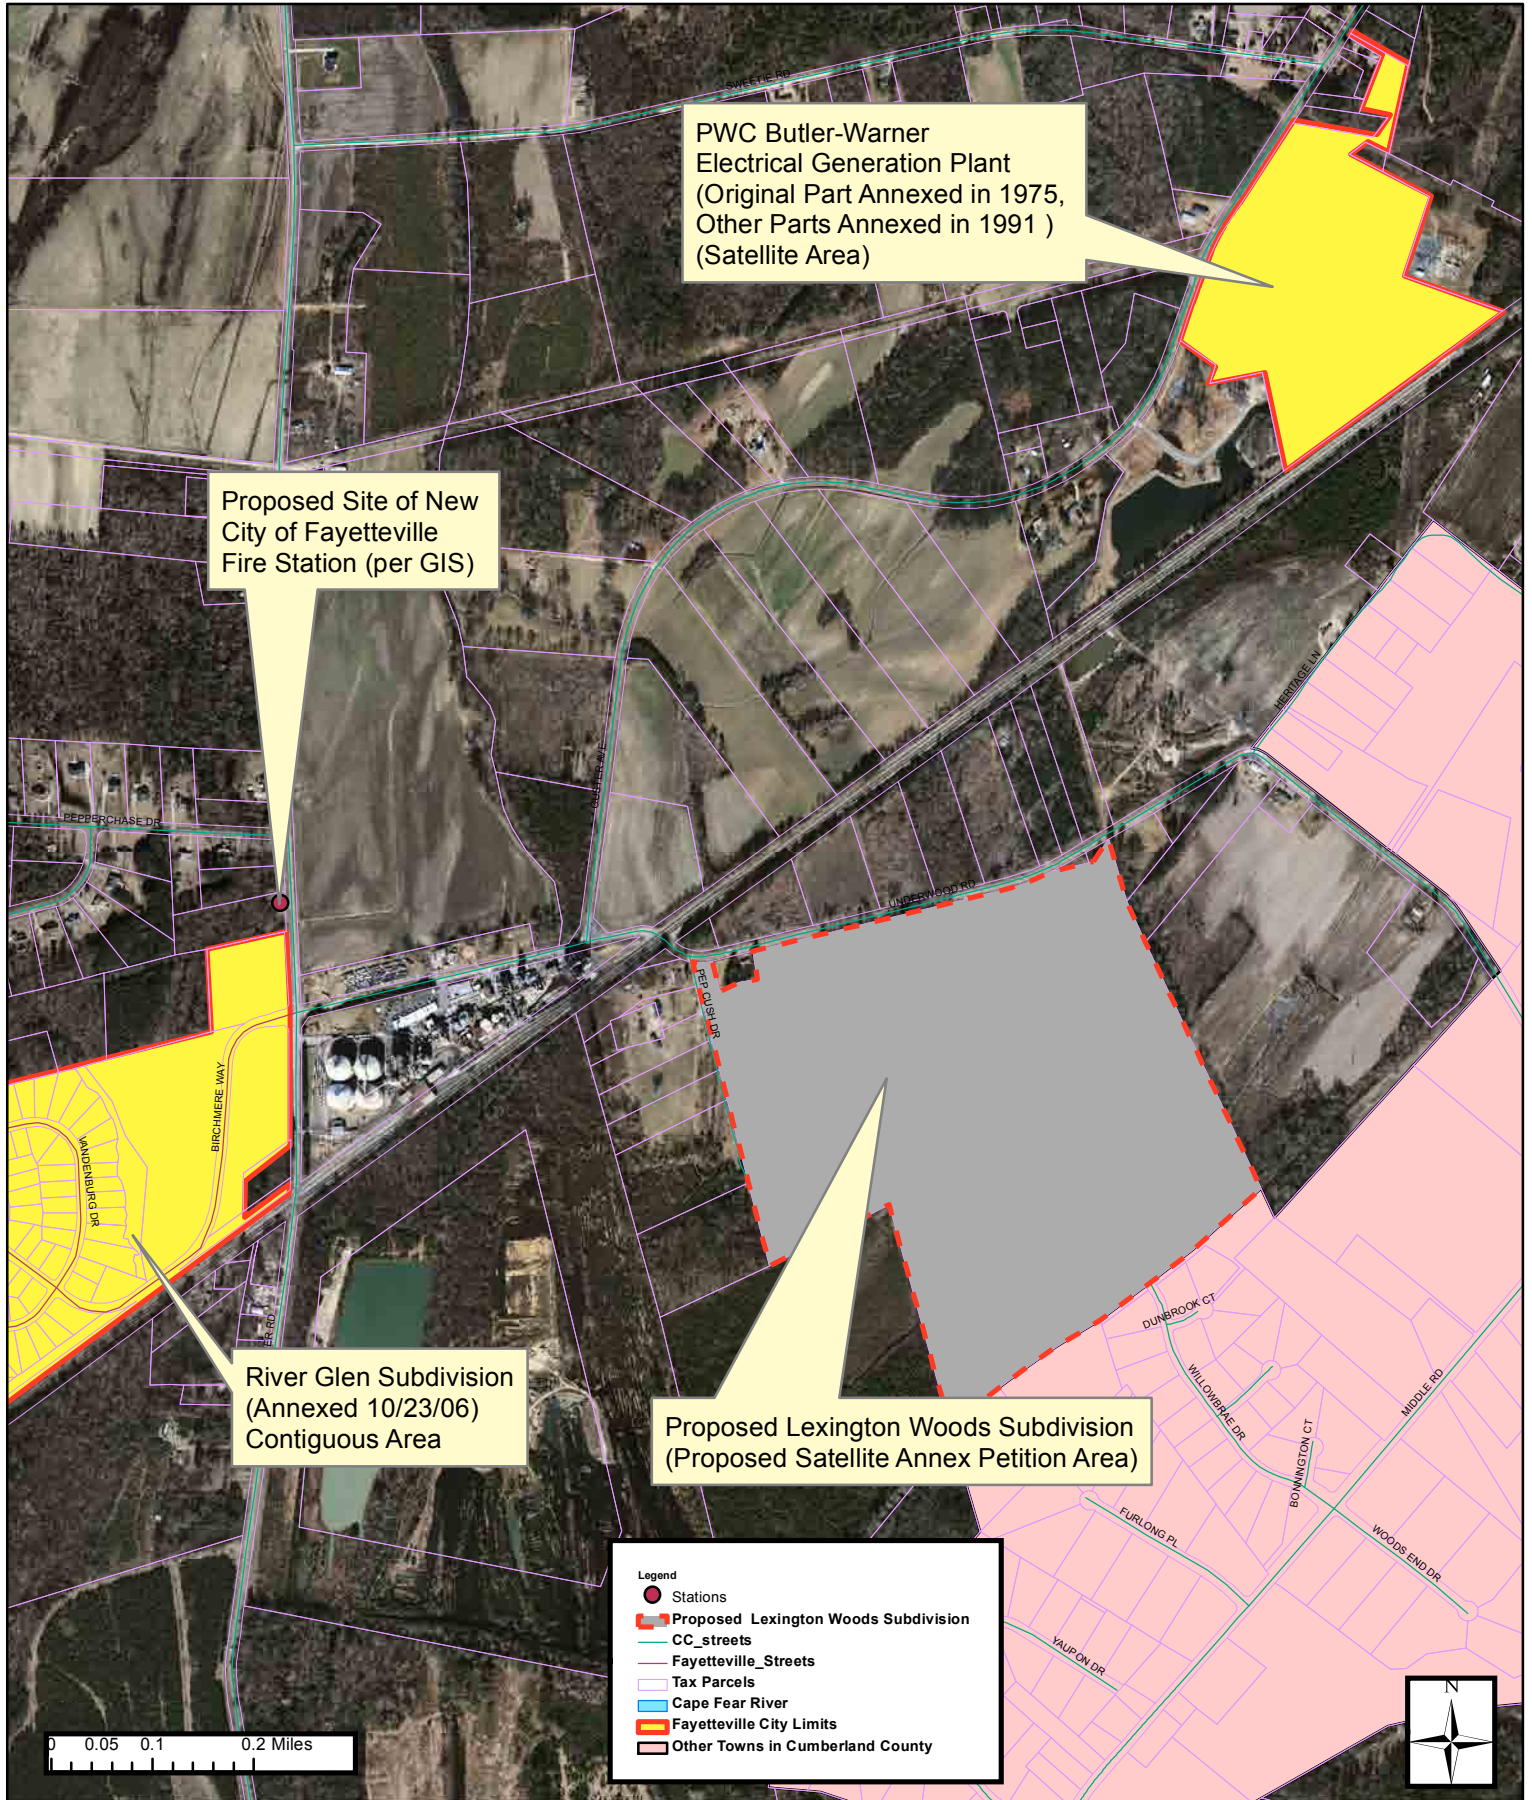 SWEETIE RD
PWC Butler-Warner
Electrical Generation Plant
(Original Part Annexed in 1975,
Other Parts Annexed in 1991 )
(Satellite Area)
Proposed Site of New
City of Fayetteville
Fire Station (per GIS)
HERITAGE LN
CUSTER AVE
PEPPERCHASE DR
UNDERWOOD RD
PEP CUSH DR
BIRCHMERE WAY
VANDENBURG DR
ER RD
River Glen Subdivision
(Annexed 10/23/06)
Contiguous Area
DUNBROOK CT
WILLOWBRAE DR
MIDDLE RD
BONNINGTON CT
Proposed Lexington Woods Subdivision
(Proposed Satellite Annex Petition Area)
FURLONG PL
WOODS END DR
YAUPON DR
Legend
Stations
Proposed Lexington Woods Subdivision
CC_streets
Fayetteville_Streets
Tax Parcels
Cape Fear River
Fayetteville City Limits
Other Towns in Cumberland County
0 0.05 0.1 0.2 Miles
N